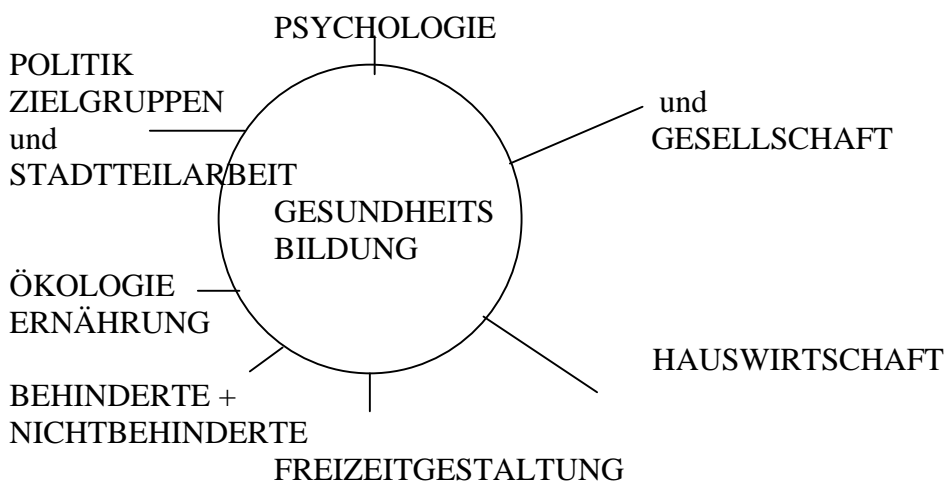 PSYCHOLOGIE
POLITIK
ZIELGRUPPEN
und
STADTTEILARBEIT
und
GESELLSCHAFT
GESUNDHEITS
BILDUNG
ÖKOLOGIE
ERNÄHRUNG
HAUSWIRTSCHAFT
BEHINDERTE +
NICHTBEHINDERTE
FREIZEITGESTALTUNG